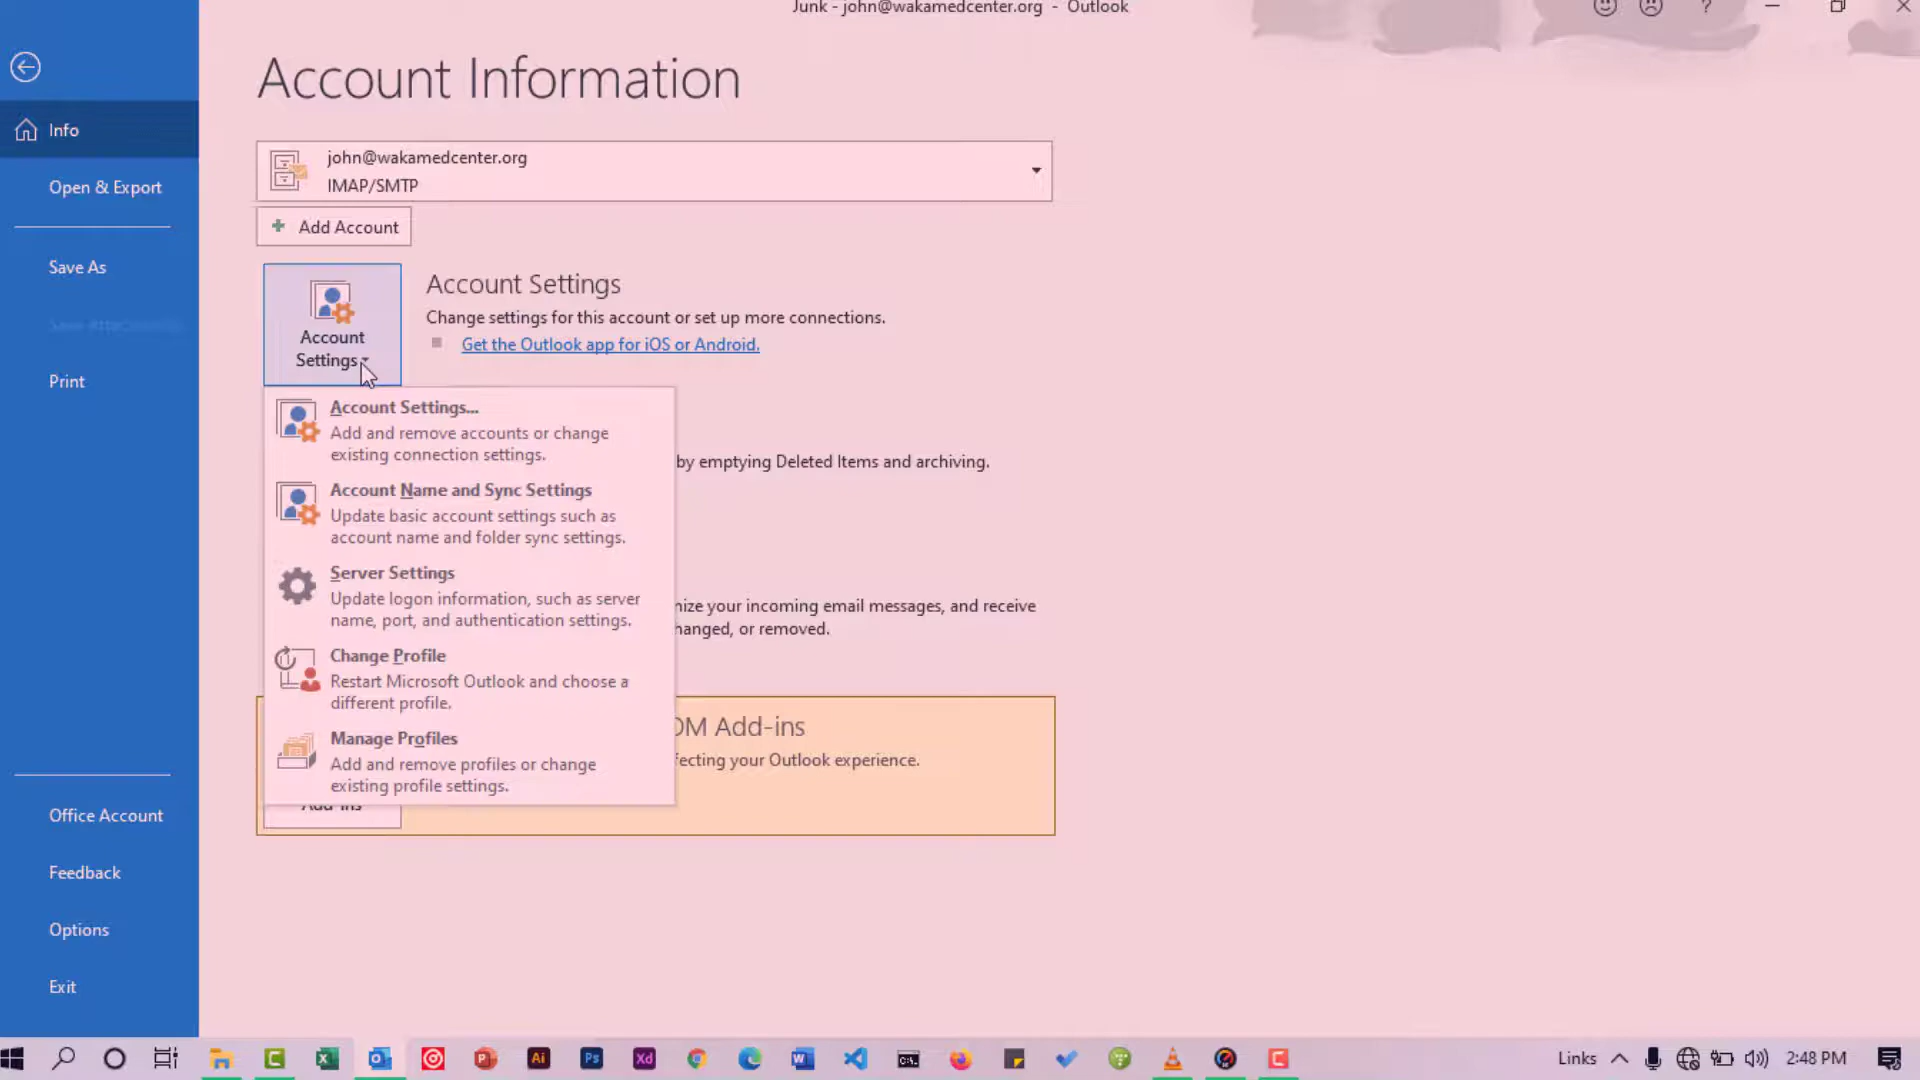 Junk - john@wakamedcenter.org - Outlook
?
Account Information
Info
john@wakamedcenter.org
IMAP/SMTP
Open & Export
Add Account
Save As
Account Settings
Account
Settings
Change settings for this account or set up more connections.
Get the Outlook app for iOS or Android.
Save Attachments
Print
Account Settings...
Add and remove accounts or change
existing connection settings.
by emptying Deleted Items and archiving.
Account Name and Sync Settings
Update basic account settings such as
account name and folder sync settings.
Server Settings
Update logon information, such as server
name, port, and authentication settings.
nize your incoming email messages, and receive
hanged, or removed.
Change Profile
Restart Microsoft Outlook and choose a
different profile.
OM Add-ins
fecting your Outlook experience.
Manage Profiles
Add and remove profiles or change
existing profile settings.
Add-Ins
Office Account
Feedback
Options
Exit
Ai
Ps
Xd
Links
2:48 PM